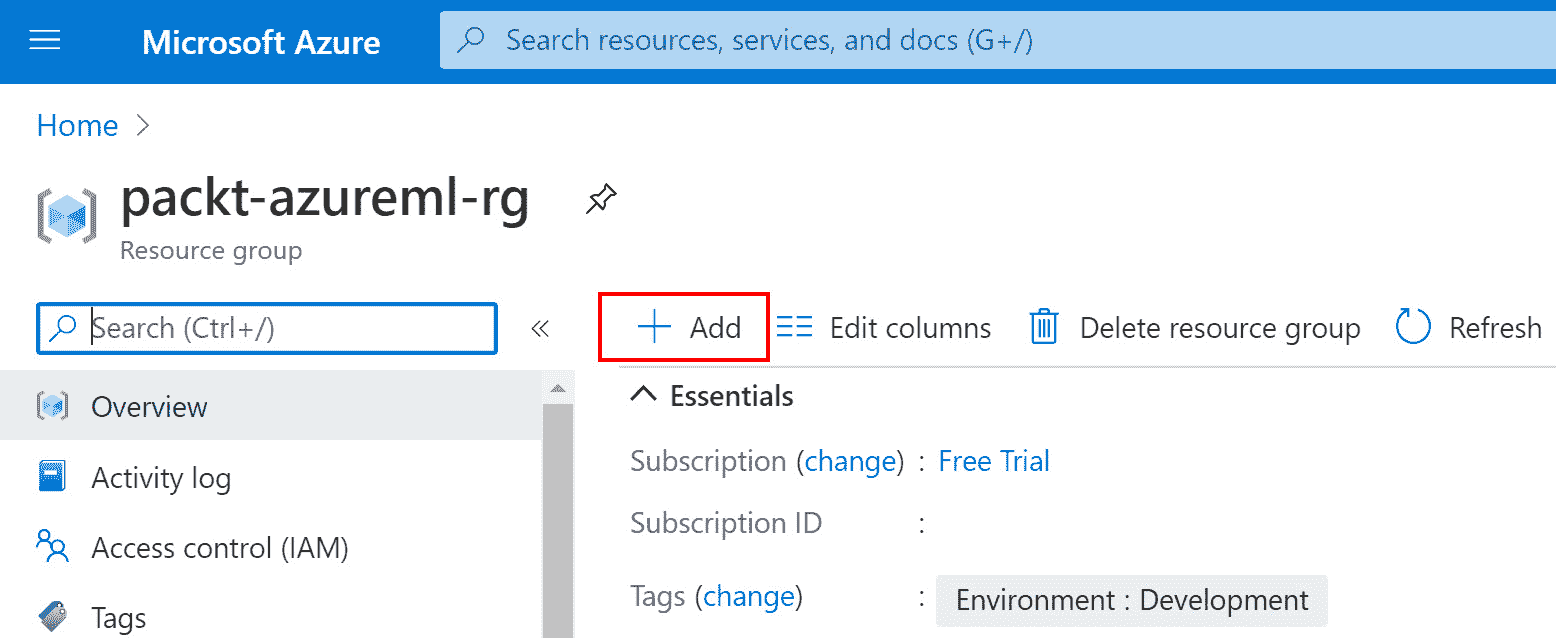 Microsoft Azure
Search resources, services, and docs (G+/)
Home
packt-azureml-rg
Resource group
Search (Ctrl+/)
Add
Edit columns
Delete resource group
Refresh
Overview
Activity log
Access control (IAM)
Tags
Essentials
Subscription (change) : Free Trial
Subscription ID :
Tags (change) : Environment : Development